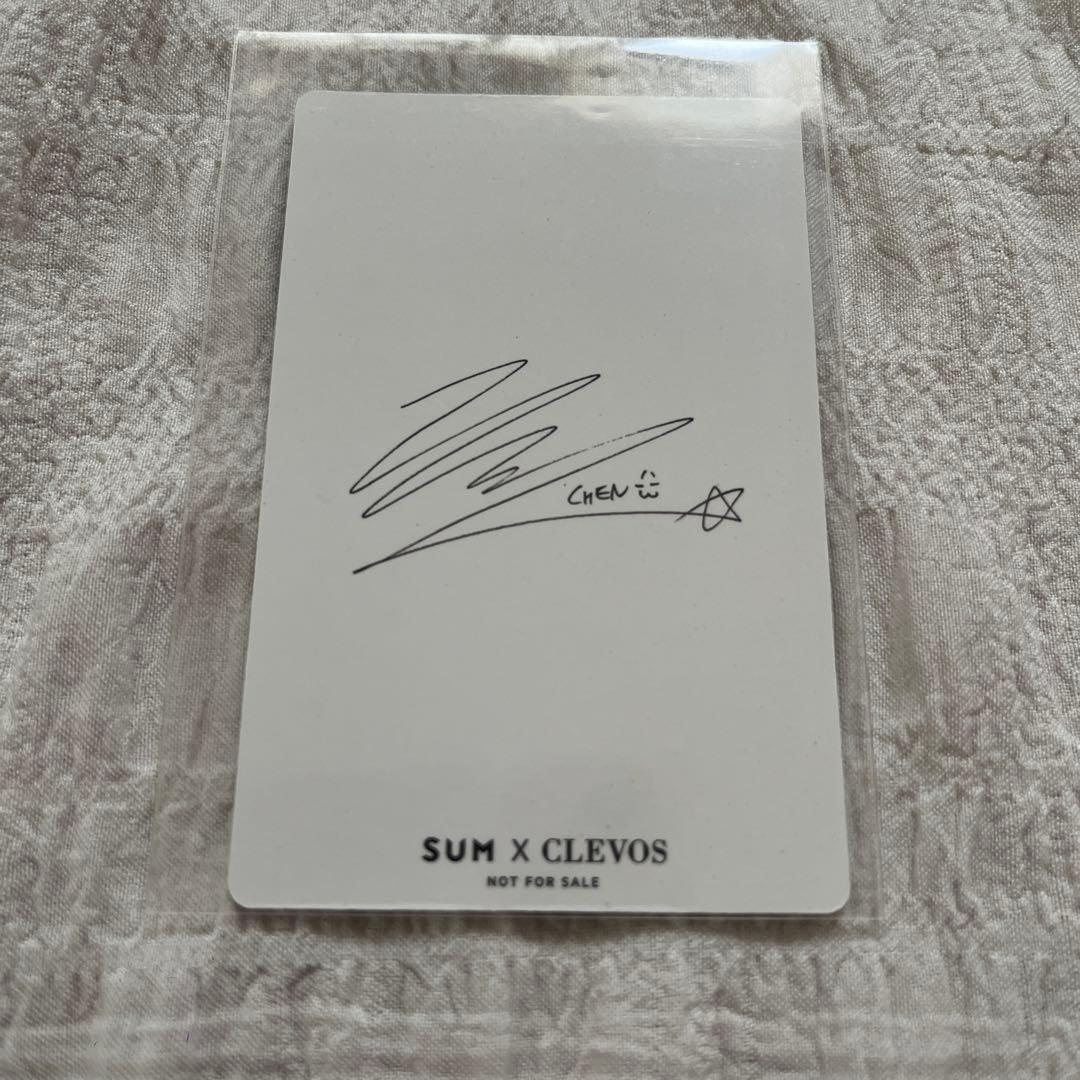 CHEN
SUM X CLEVOS
NOT FOR SALE